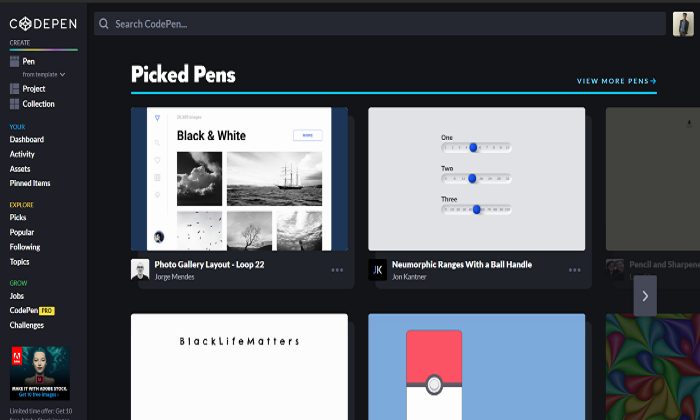 CODEPEN
Search CodePen...
CREATE
Pen
from template
Project
Collection
YOUR
Dashboard
Activity
Assets
Pinned Items
EXPLORE
Picks
Popular
Following
Topics
GROW
Jobs
CodePen PRO
Challenges
Adobe
MAKE IT WITH ADOBE STOCK.
Get 10 free images ›
Limited time offer: Get 10
Picked Pens
VIEW MORE PENS →
Black & White
Photo Gallery Layout - Loop 22
Jorge Mendes
One
Two
Three
JK
Neumorphic Ranges With a Ball Handle
Jon Kantner
Pencil and Sharpene
BlackLifeMatters